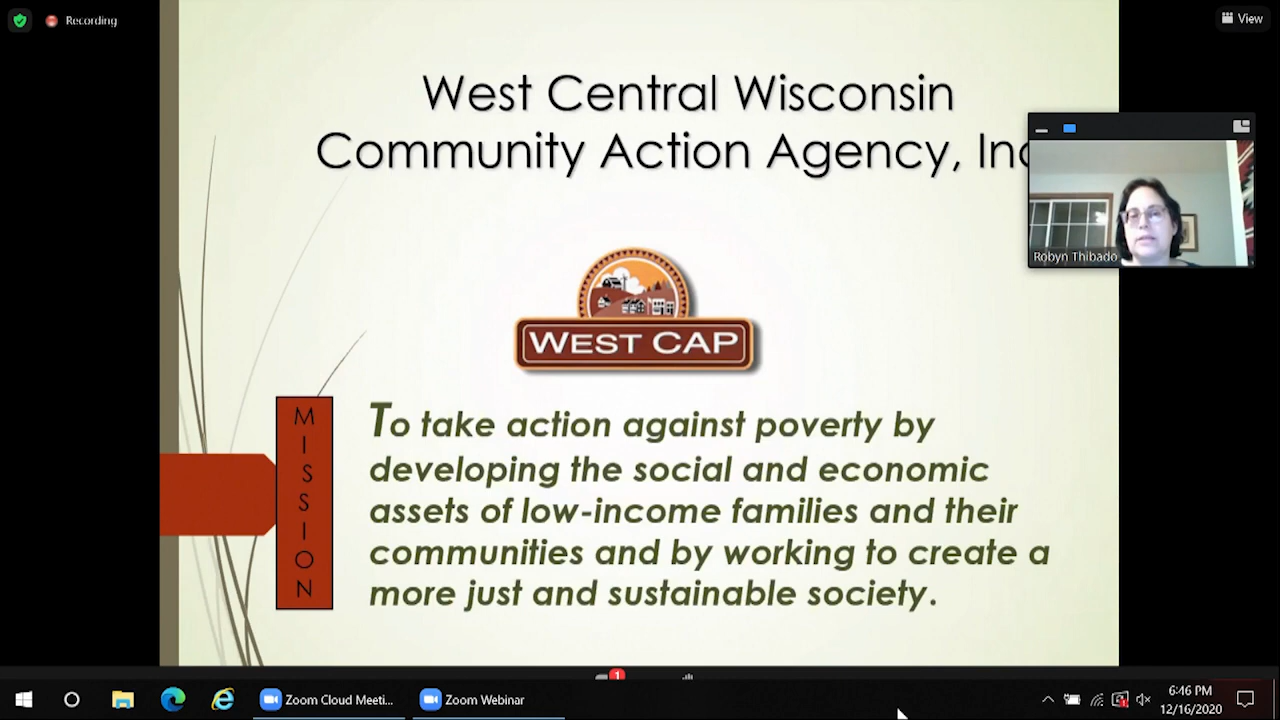 Recording
View
West Central Wisconsin
Community Action Agency, Inc
Robyn Thibado
WEST CAP
MISSION
To take action against poverty by
developing the social and economic
assets of low-income families and their
communities and by working to create a
more just and sustainable society.
1
Zoom Cloud Meeti...
Zoom Webinar
6:46 PM
12/16/2020